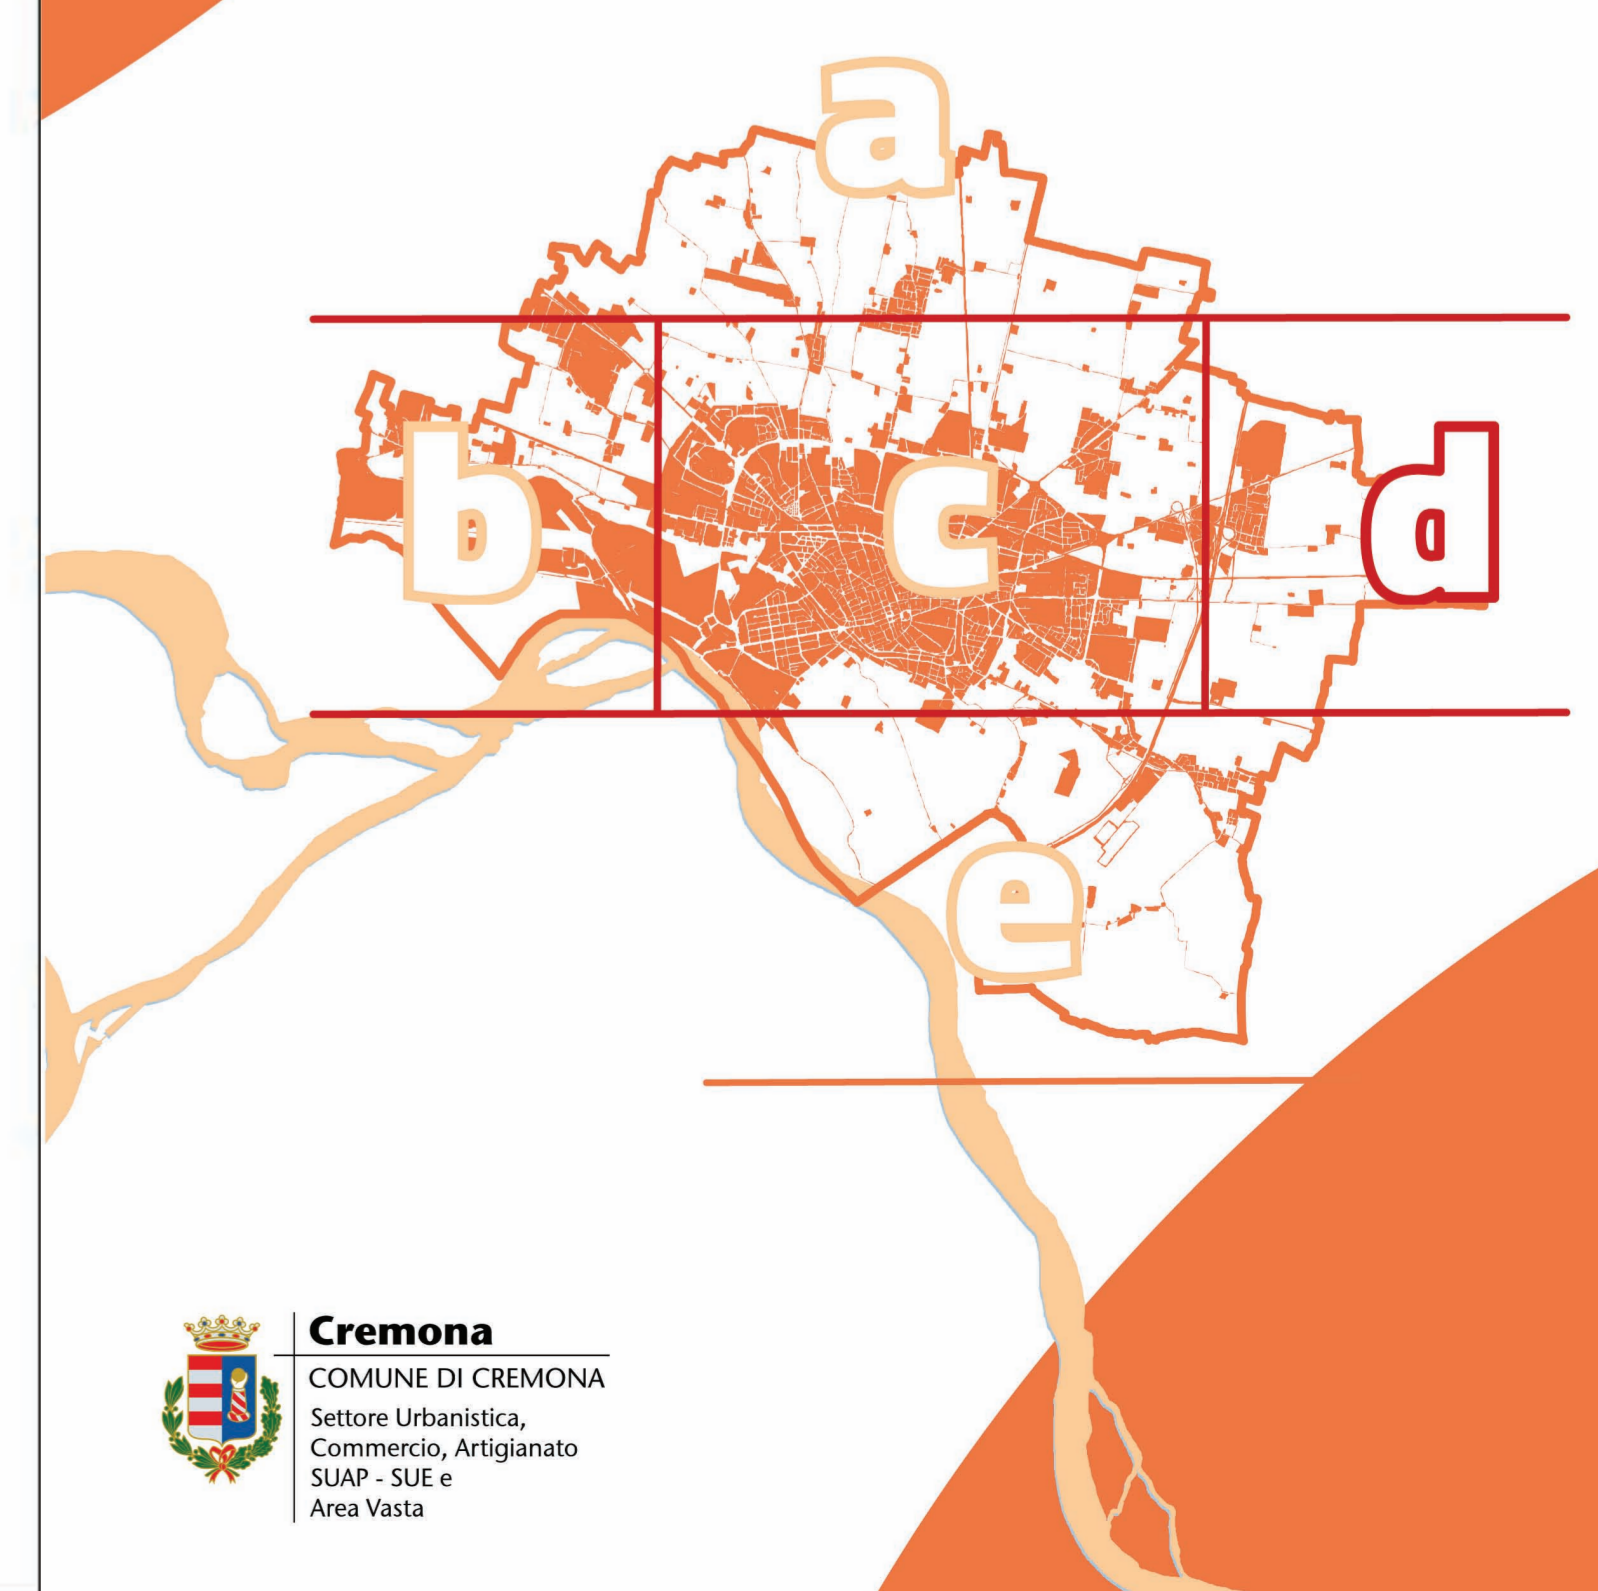 a
b
c
d
e
Cremona
COMUNE DI CREMONA
Settore Urbanistica,
Commercio, Artigianato
SUAP - SUE e
Area Vasta